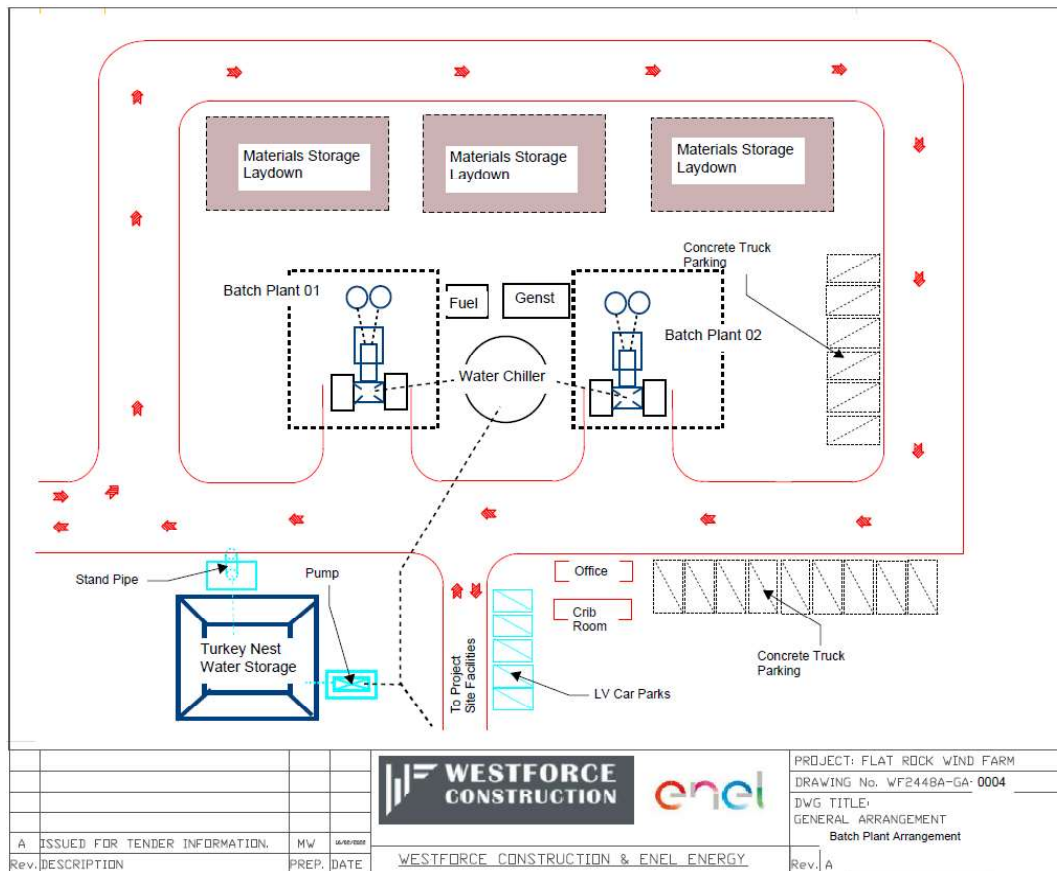 Materials Storage
Laydown
Materials Storage
Laydown
Materials Storage
Laydown
Concrete Truck
Parking
Batch Plant 01
Fuel
Genst
Batch Plant 02
Water Chiller
Stand Pipe
Pump
Office
Crib
Room
Turkey Nest
Water Storage
To Project
Site Facilities
LV Car Parks
Concrete Truck
Parking
A ISSUED FOR TENDER INFORMATION. MW
Rev. DESCRIPTION PREP. DATE
WESTFORCE
CONSTRUCTION
enel
WESTFORCE CONSTRUCTION & ENEL ENERGY
PROJECT: FLAT ROCK WIND FARM
DRAWING No. WF2448A-GA- 0004
DWG TITLE:
GENERAL ARRANGEMENT
Batch Plant Arrangement
Rev. A